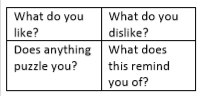 What do you
like?
What do you
dislike?
Does anything
puzzle you?
What does
this remind
you of?